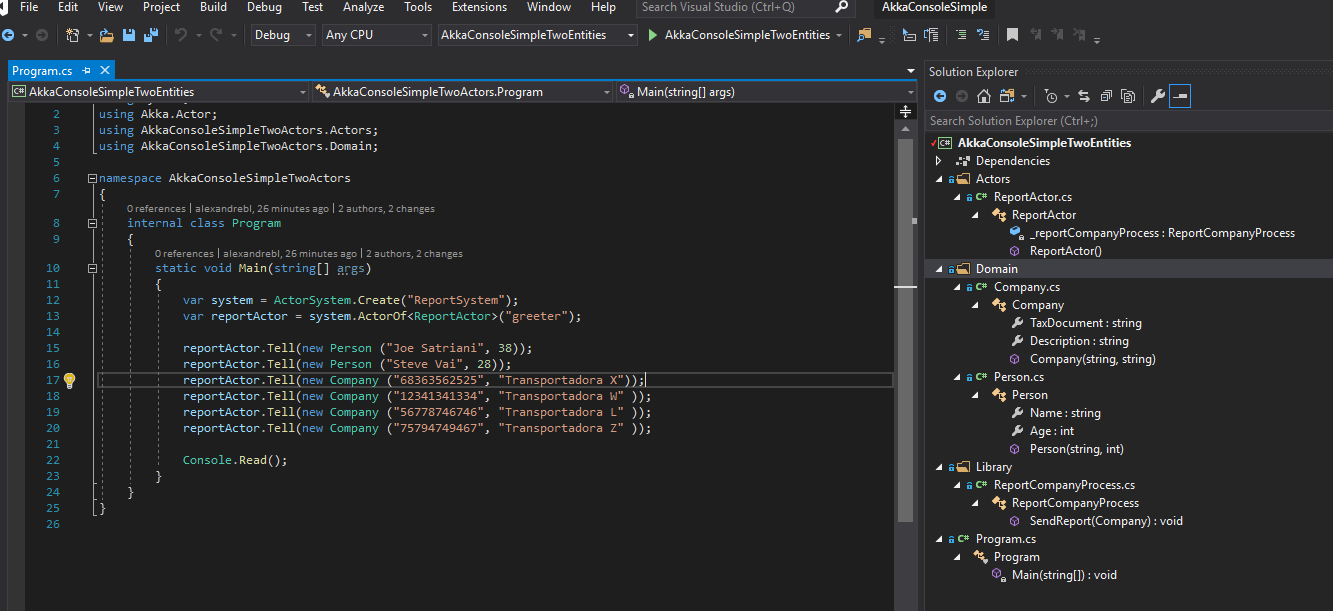 File Edit View Project Build Debug Test Analyze Tools Extensions Window Help Search Visual Studio (Ctrl+Q) AkkaConsoleSimple
Debug Any CPU AkkaConsoleSimpleTwoEntities AkkaConsoleSimpleTwoEntities
Program.cs
C# AkkaConsoleSimpleTwoEntities AkkaConsoleSimpleTwoActors.Program Main(string[] args)
2 using Akka.Actor;
3 using AkkaConsoleSimpleTwoActors.Actors;
4 using AkkaConsoleSimpleTwoActors.Domain;
5
6 namespace AkkaConsoleSimpleTwoActors
7 {
0 references | alexandrebl, 26 minutes ago | 2 authors, 2 changes
8 internal class Program
9 {
0 references | alexandrebl, 26 minutes ago | 2 authors, 2 changes
10 static void Main(string[] args)
11 {
12 var system = ActorSystem.Create("ReportSystem");
13 var reportActor = system.ActorOf<ReportActor>("greeter");
14
15 reportActor.Tell(new Person ("Joe Satriani", 38));
16 reportActor.Tell(new Person ("Steve Vai", 28));
17 reportActor.Tell(new Company ("68363562525", "Transportadora X"));
18 reportActor.Tell(new Company ("12341341334", "Transportadora W" ));
19 reportActor.Tell(new Company ("56778746746", "Transportadora L" ));
20 reportActor.Tell(new Company ("75794749467", "Transportadora Z" ));
21
22 Console.Read();
23 }
24 }
25 }
26
Solution Explorer
Search Solution Explorer (Ctrl+;)
C# AkkaConsoleSimpleTwoEntities
Dependencies
Actors
C# ReportActor.cs
ReportActor
_reportCompanyProcess : ReportCompanyProcess
ReportActor()
Domain
C# Company.cs
Company
TaxDocument : string
Description : string
Company(string, string)
C# Person.cs
Person
Name : string
Age : int
Person(string, int)
Library
C# ReportCompanyProcess.cs
ReportCompanyProcess
SendReport(Company) : void
C# Program.cs
Program
Main(string[]) : void